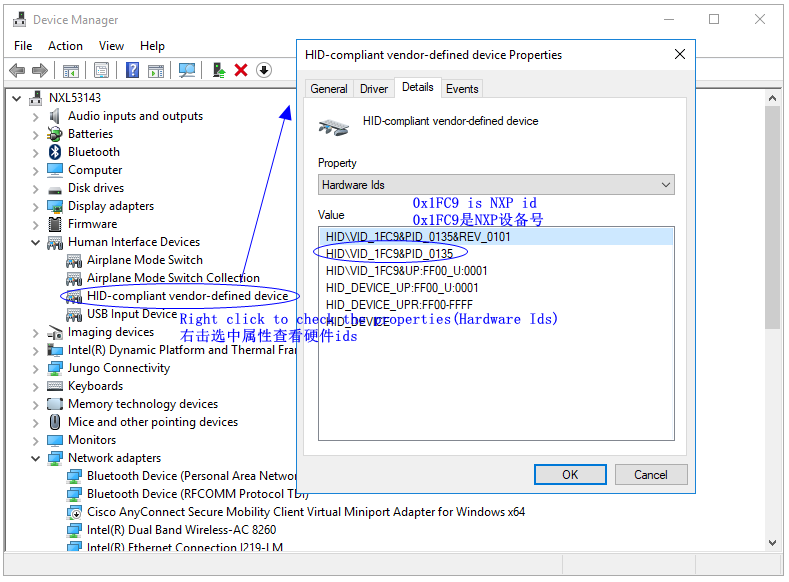 Device Manager
File Action View Help
NXL53143
Audio inputs and outputs
Batteries
Bluetooth
Computer
Disk drives
Display adapters
Firmware
Human Interface Devices
Airplane Mode Switch
Airplane Mode Switch Collection
HID-compliant vendor-defined device
USB Input Device
Imaging devices
Intel(R) Dynamic Platform and Thermal Fra
Jungo Connectivity
Keyboards
Memory technology devices
Mice and other pointing devices
Monitors
Network adapters
Bluetooth Device (Personal Area Netwo
Bluetooth Device (RFCOMM Protocol TDI)
Cisco AnyConnect Secure Mobility Client Virtual Miniport Adapter for Windows x64
Intel(R) Dual Band Wireless-AC 8260
Intel(R) Ethernet Connection I219-LM
HID-compliant vendor-defined device Properties
General Driver Details Events
HID-compliant vendor-defined device
Property
Hardware Ids
0x1FC9 is NXP id
0x1FC9是NXP设备号
Value
HID\VID_1FC9&PID_0135&REV_0101
HID\VID_1FC9&PID_0135
HID\VID_1FC9&UP:FF00_U:0001
HID_DEVICE_UP:FF00_U:0001
HID_DEVICE_UPR:FF00-FFFF
HID_DEVICE
Right click to check the properties(Hardware Ids)
右击选中属性查看硬件ids
OK Cancel